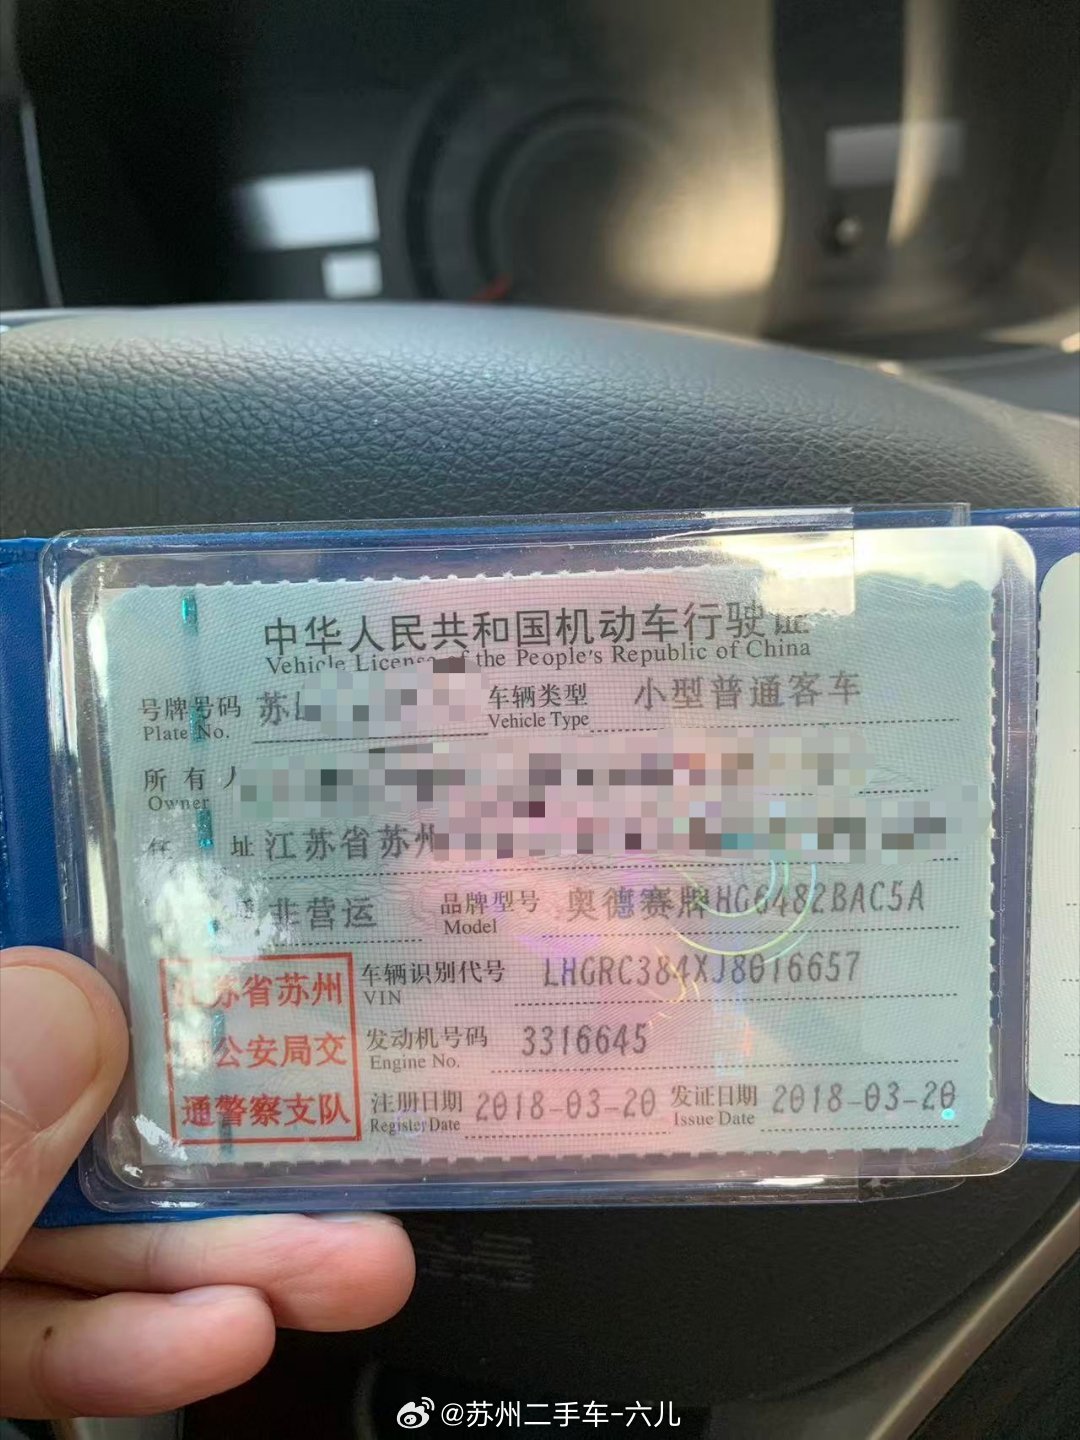 中华人民共和国机动车行驶证
Vehicle License of the People's Republic of China
号牌号码 苏 车辆类型 小型普通客车
Plate No. Vehicle Type
所有人
Owner
住 址 江苏省苏州
非营运 品牌型号 奥德赛牌HG6482BAC5A
Model
车辆识别代号 LHGRC384XJ8016657
VIN
发动机号码 3316645
Engine No.
注册日期 2018-03-20 发证日期 2018-03-20
Register Date Issue Date
苏省苏州
公安局交
通警察支队
@苏州二手车-六儿